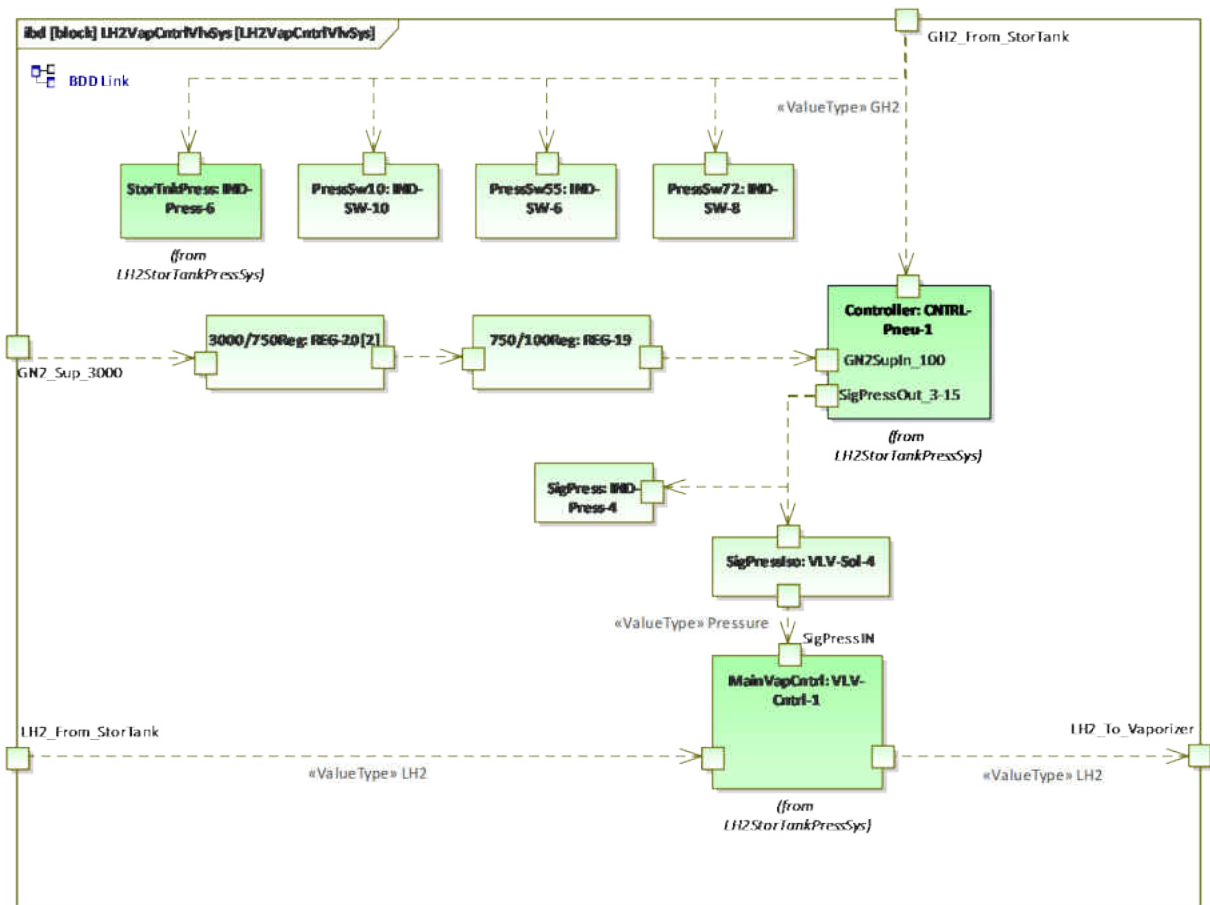 ibd [block] LH2VapCntrlVlvSys [LH2VapCntrlVlvSys]
GH2_From_StorTank
BDD Link
«ValueType» GH2
StorTnkPress: IND-
Press-6
PressSw10: IND-
SW-10
PressSw55: IND-
SW-6
PressSw72: IND-
SW-8
(from
LH2StorTankPressSys)
Controller: CNTRL-
Pneu-1
3000/750Reg: REG-20[2]
750/100Reg: REG-19
GN2SupIn_100
GN2_Sup_3000
SigPressOut_3-15
(from
LH2StorTankPressSys)
SigPress: IND-
Press-4
SigPressIso: VLV-Sol-4
«ValueType» Pressure
SigPressIN
MainVapCntrl: VLV-
Cntrl-1
LH2_From_StorTank
LH2_To_Vaporizer
«ValueType» LH2
«ValueType» LH2
(from
LH2StorTankPressSys)